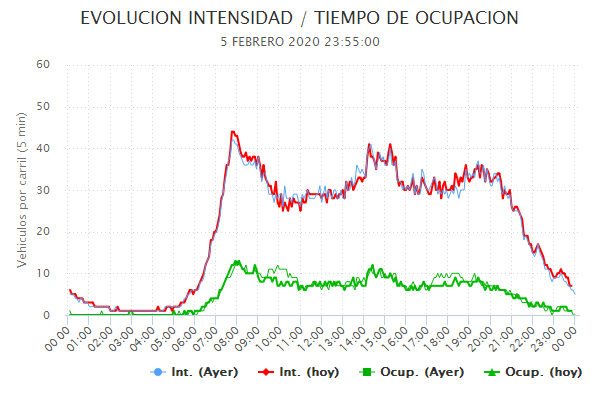 EVOLUCION INTENSIDAD / TIEMPO DE OCUPACION
5 FEBRERO 2020 23:55:00
Vehiculos por carril (5 min)
60
50
40
30
20
10
0
00:00 01:00 02:00 03:00 04:00 05:00 06:00 07:00 08:00 09:00 10:00 11:00 12:00 13:00 14:00 15:00 16:00 17:00 18:00 19:00 20:00 21:00 22:00 23:00 00:00
Int. (Ayer) Int. (hoy) Ocup. (Ayer) Ocup. (hoy)